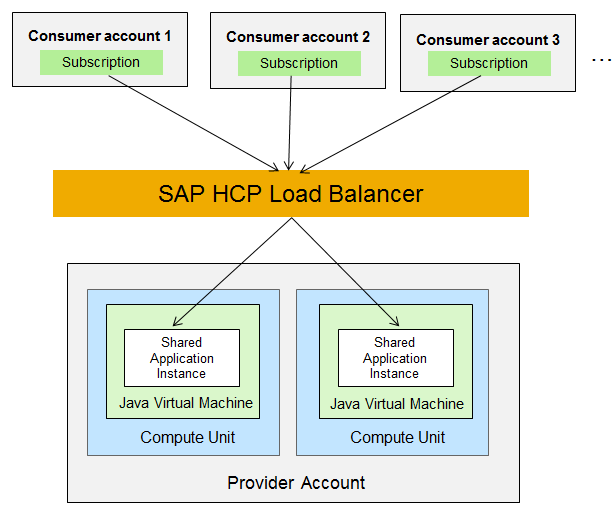 Consumer account 1
Subscription
Consumer account 2
Subscription
Consumer account 3
Subscription
...
SAP HCP Load Balancer
Shared
Application
Instance
Java Virtual Machine
Compute Unit
Shared
Application
Instance
Java Virtual Machine
Compute Unit
Provider Account